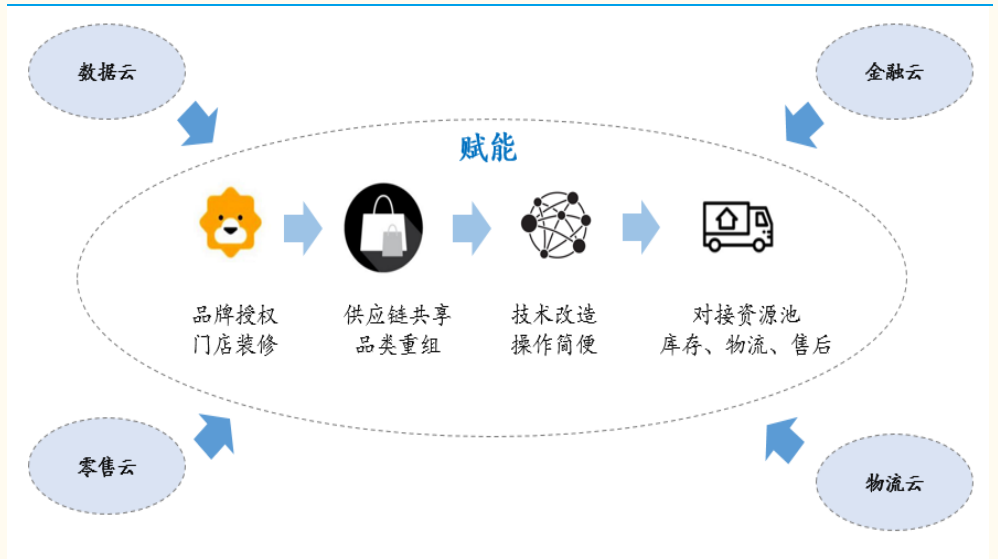 数据云
金融云
赋能
品牌授权
门店装修
供应链共享
品类重组
技术改造
操作简便
对接资源池
库存、物流、售后
零售云
物流云